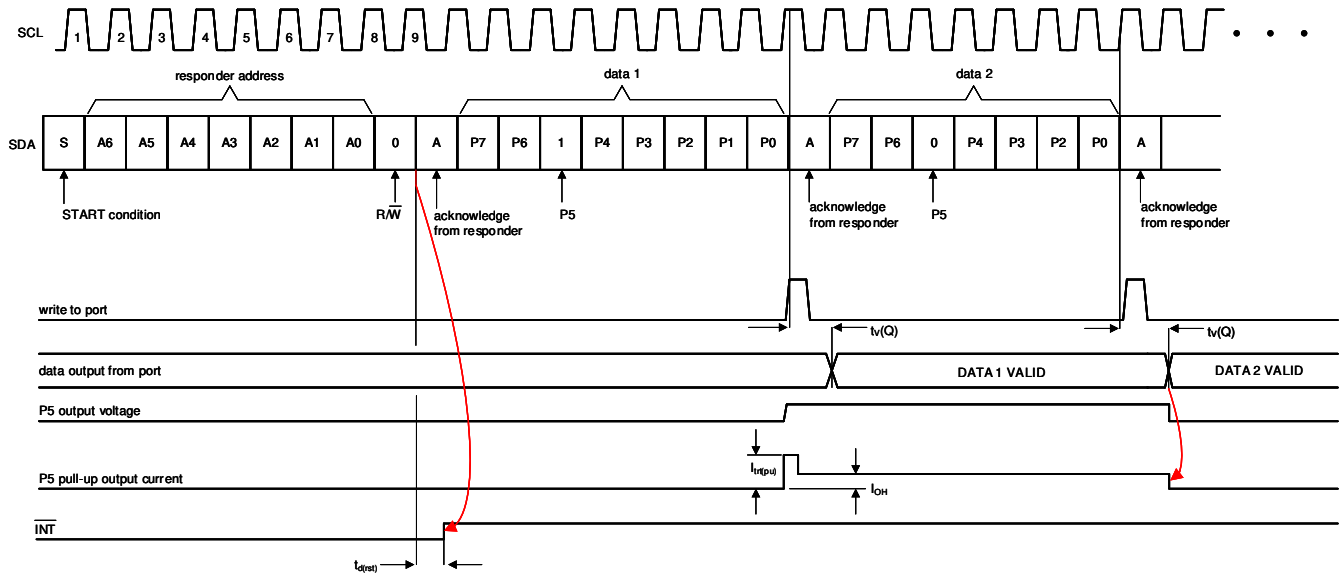 SCL 1 2 3 4 5 6 7 8 9
responder address data 1 data 2
SDA S A6 A5 A4 A3 A2 A1 A0 0 A P7 P6 1 P4 P3 P2 P1 P0 A P7 P6 0 P4 P3 P2 P0 A
START condition R/W̅ acknowledge from responder P5 acknowledge from responder P5 acknowledge from responder
write to port
tv(Q) tv(Q)
data output from port DATA 1 VALID DATA 2 VALID
P5 output voltage
Itrt(pu)
P5 pull-up output current IOH
I̅N̅T̅
td(rst)